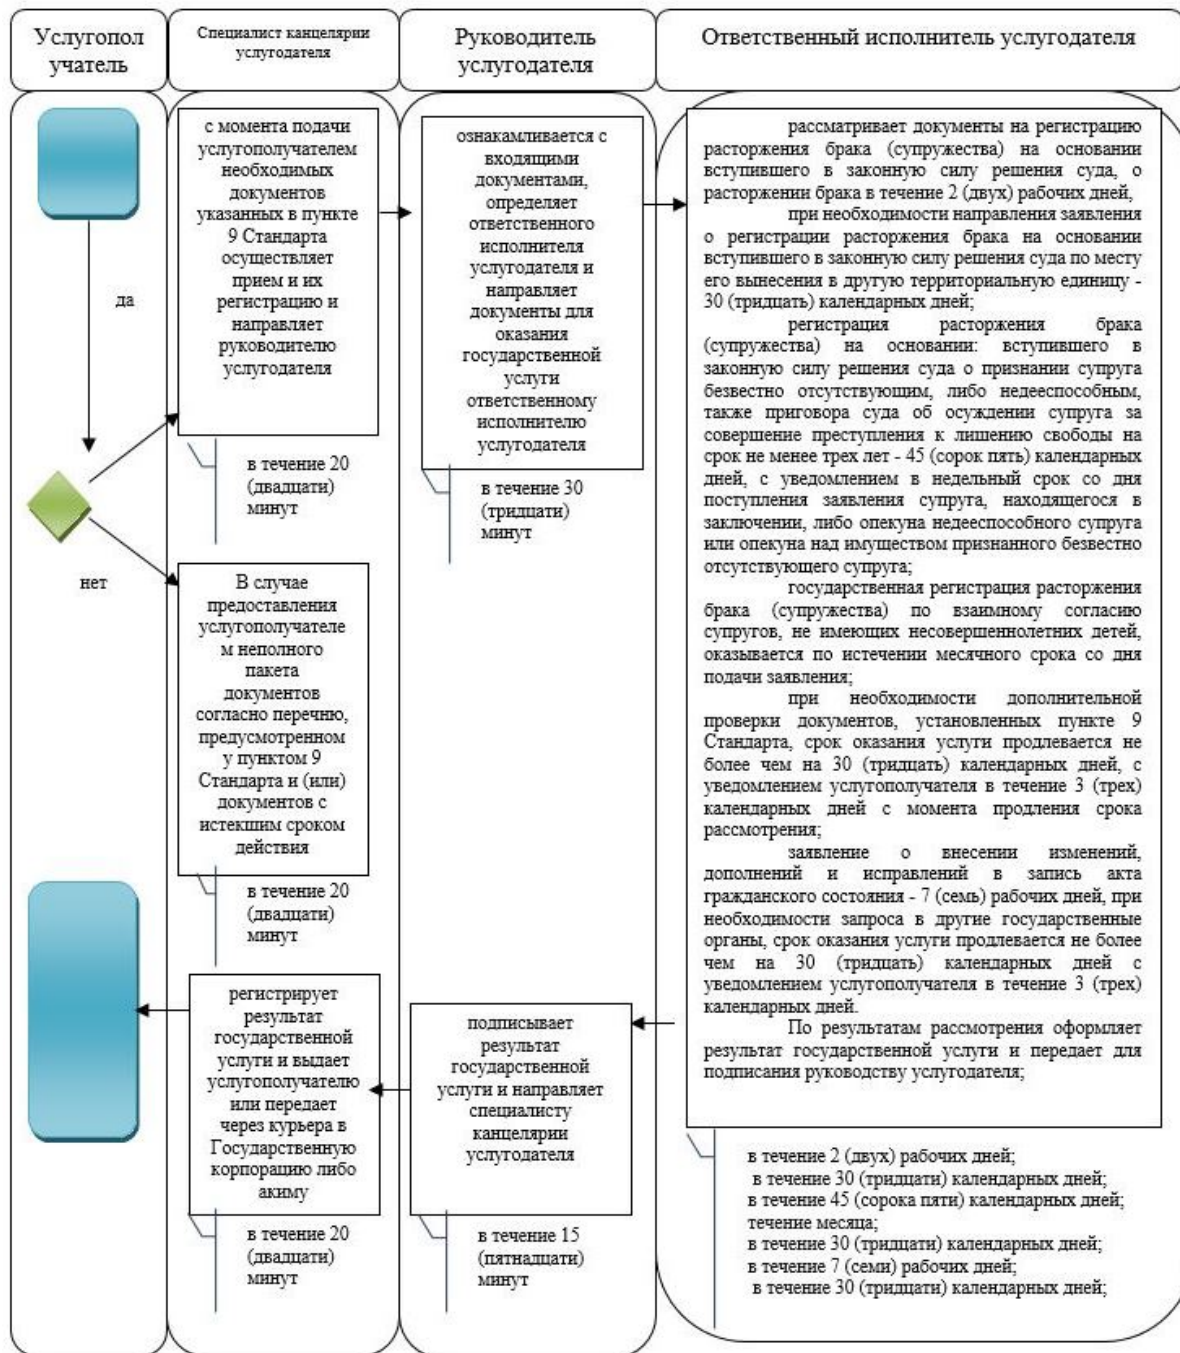 Услугопол
учатель
Специалист канцелярии
услугодателя
Руководитель
услугодателя
Ответственный исполнитель услугодателя
да
нет
с момента подачи
услугополучателем
необходимых
документов
указанных в пункте
9 Стандарта
осуществляет
прием и их
регистрацию и
направляет
руководителю
услугодателя
в течение 20
(двадцати)
минут
В случае
предоставления
услугополучателе
м неполного
пакета
документов
согласно перечню,
предусмотренном
у пунктом 9
Стандарта и (или)
документов с
истекшим сроком
действия
в течение 20
(двадцати)
минут
регистрирует
результат
государственной
услуги и выдает
услугополучателю
или передает
через курьера в
Государственную
корпорацию либо
акиму
в течение 20
(двадцати)
минут
ознакамливается с
входящими
документами,
определяет
ответственного
исполнителя
услугодателя и
направляет
документы для
оказания
государственной
услуги
ответственному
исполнителю
услугодателя
в течение 30
(тридцати)
минут
подписывает
результат
государственной
услуги и направляет
специалисту
канцелярии
услугодателя
в течение 15
(пятнадцати)
минут
рассматривает документы на регистрацию
расторжения брака (супружества) на основании
вступившего в законную силу решения суда, о
расторжении брака в течение 2 (двух) рабочих дней,
при необходимости направления заявления
о регистрации расторжения брака на основании
вступившего в законную силу решения суда по месту
его вынесения в другую территориальную единицу -
30 (тридцать) календарных дней;
регистрация расторжения брака
(супружества) на основании: вступившего в
законную силу решения суда о признании супруга
безвестно отсутствующим, либо недееспособным,
также приговора суда об осуждении супруга за
совершение преступления к лишению свободы на
срок не менее трех лет - 45 (сорок пять) календарных
дней, с уведомлением в недельный срок со дня
поступления заявления супруга, находящегося в
заключении, либо опекуна недееспособного супруга
или опекуна над имуществом признанного безвестно
отсутствующего супруга;
государственная регистрация расторжения
брака (супружества) по взаимному согласию
супругов, не имеющих несовершеннолетних детей,
оказывается по истечении месячного срока со дня
подачи заявления;
при необходимости дополнительной
проверки документов, установленных пункте 9
Стандарта, срок оказания услуги продлевается не
более чем на 30 (тридцать) календарных дней, с
уведомлением услугополучателя в течение 3 (трех)
календарных дней с момента продления срока
рассмотрения;
заявление о внесении изменений,
дополнений и исправлений в запись акта
гражданского состояния - 7 (семь) рабочих дней, при
необходимости запроса в другие государственные
органы, срок оказания услуги продлевается не более
чем на 30 (тридцать) календарных дней с
уведомлением услугополучателя в течение 3 (трех)
календарных дней.
По результатам рассмотрения оформляет
результат государственной услуги и передает для
подписания руководству услугодателя;
в течение 2 (двух) рабочих дней;
в течение 30 (тридцати) календарных дней;
в течение 45 (сорока пяти) календарных дней;
течение месяца;
в течение 30 (тридцати) календарных дней;
в течение 7 (семи) рабочих дней;
в течение 30 (тридцати) календарных дней;